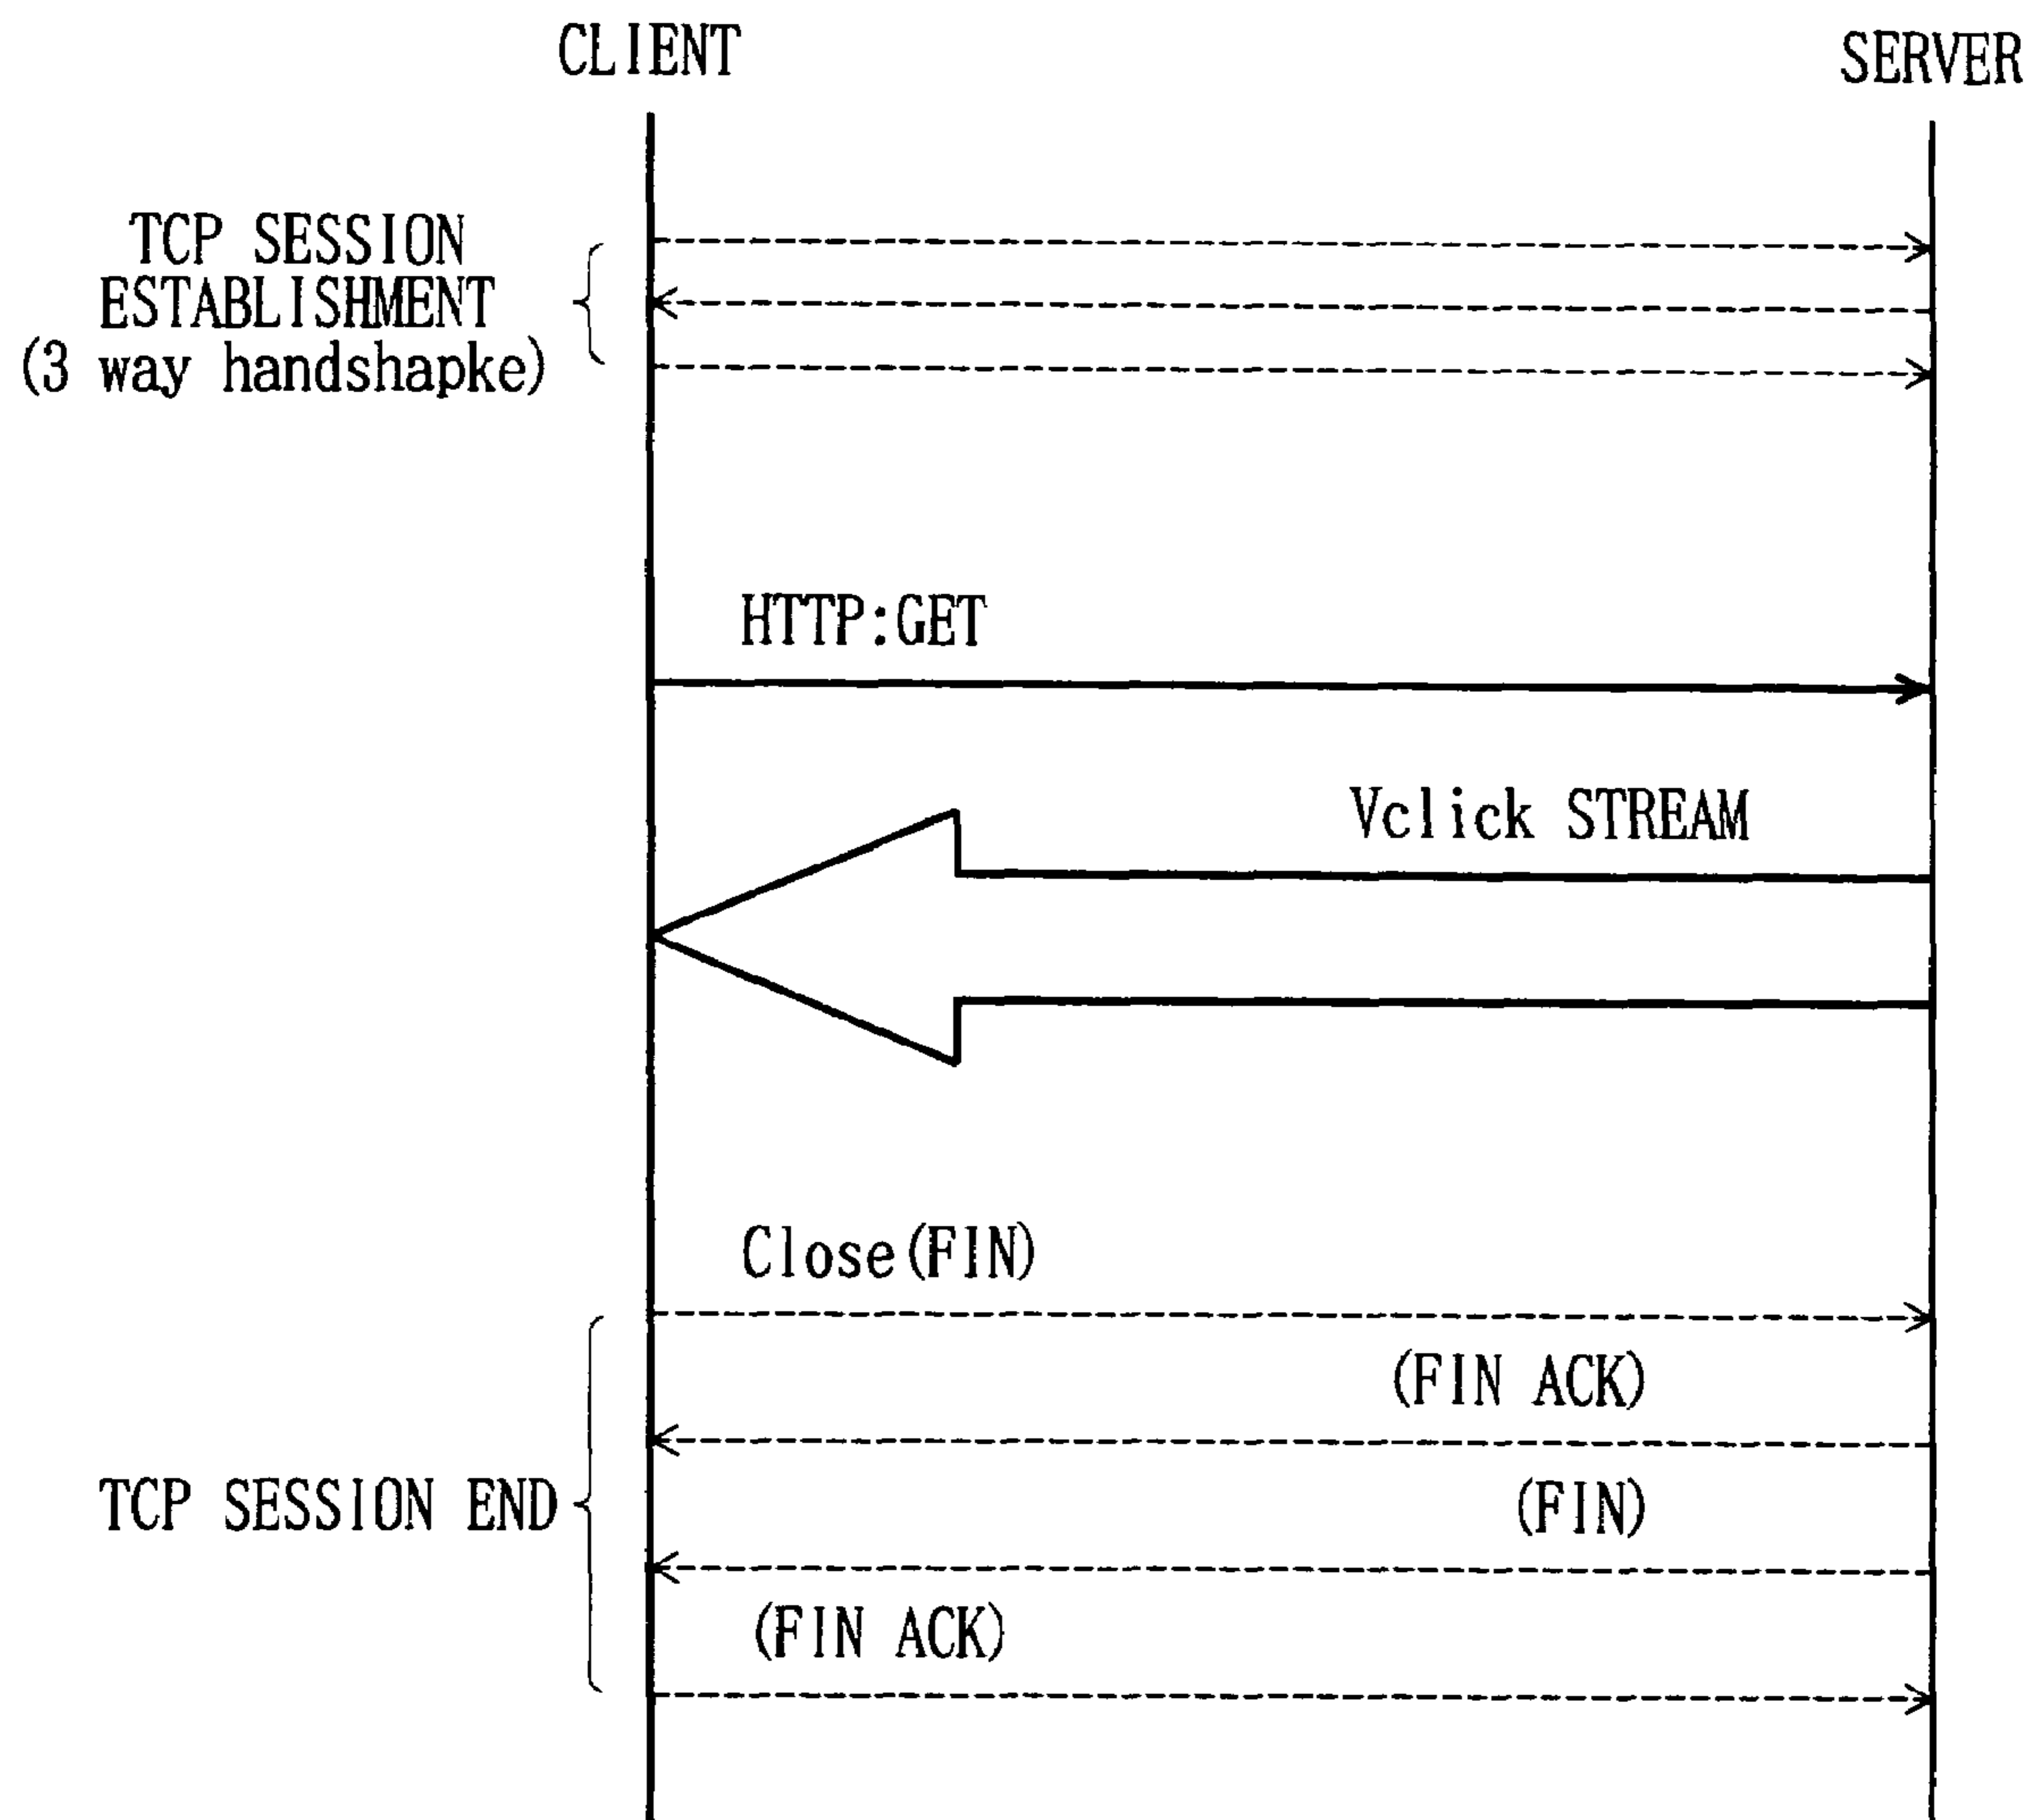 CLIENT
SERVER
TCP SESSION
ESTABLISHMENT
(3 way handshapke)
HTTP:GET
Vclick STREAM
Close(FIN)
(FIN ACK)
TCP SESSION END
(FIN)
(FIN ACK)